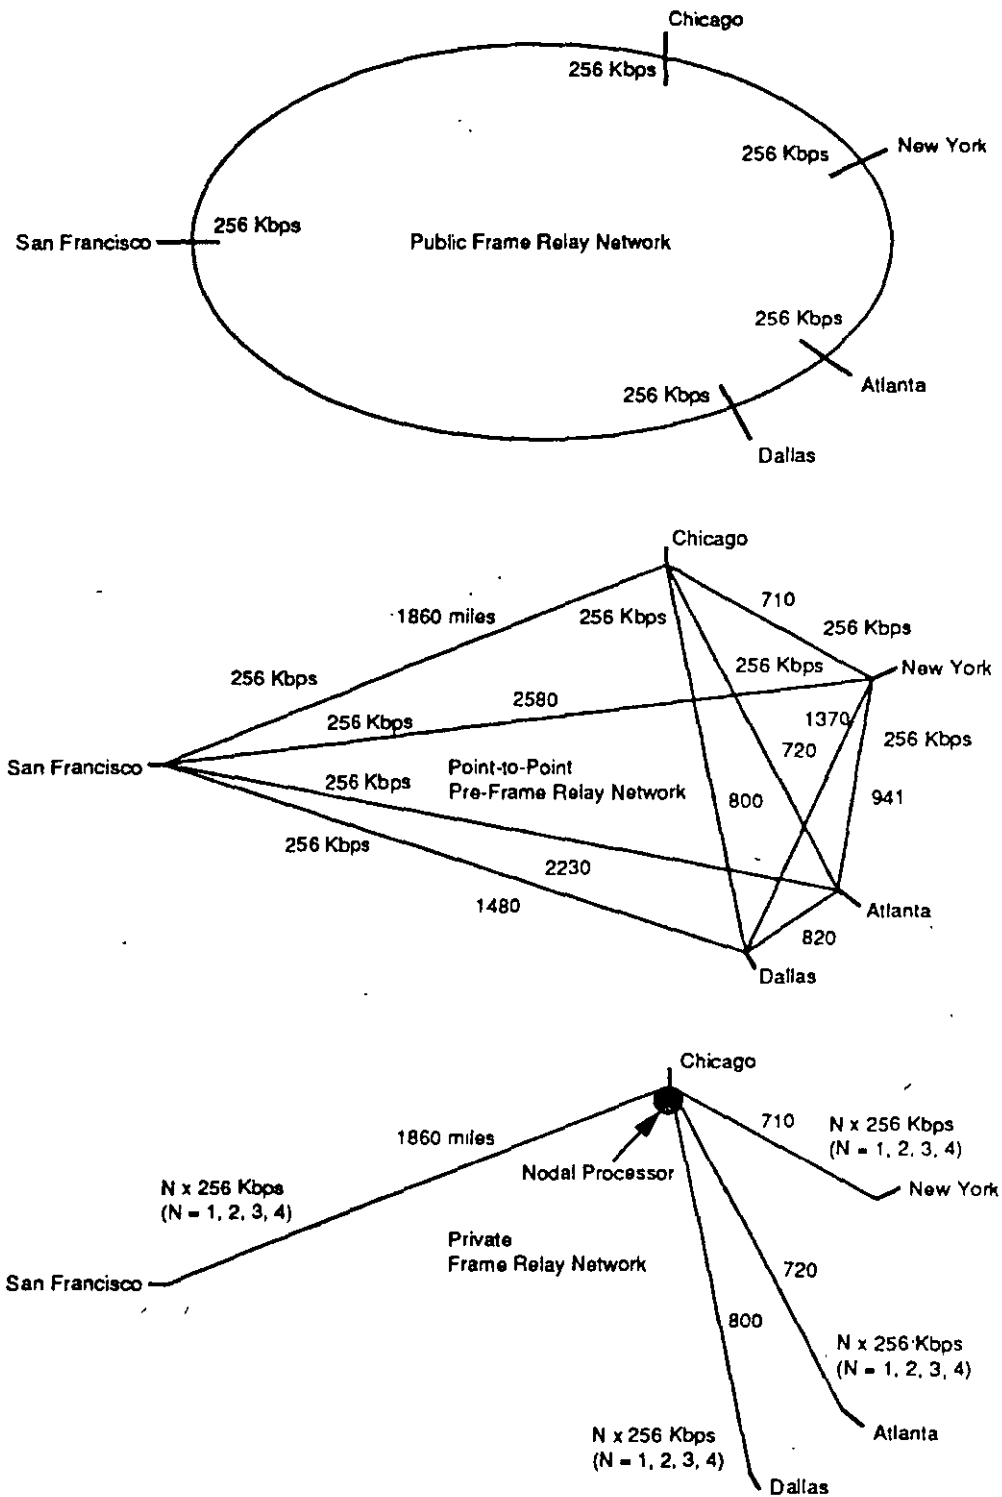 Chicago
256 Kbps
256 Kbps
New York
256 Kbps
San Francisco
Public Frame Relay Network
256 Kbps
Atlanta
256 Kbps
Dallas
Chicago
710
1860 miles
256 Kbps
256 Kbps
256 Kbps
New York
256 Kbps
2580
256 Kbps
1370
256 Kbps
720
San Francisco
Point-to-Point
Pre-Frame Relay Network
256 Kbps
800
941
256 Kbps
2230
1480
Atlanta
820
Dallas
Chicago
710
N x 256 Kbps
(N = 1, 2, 3, 4)
1860 miles
Nodal Processor
New York
N x 256 Kbps
(N = 1, 2, 3, 4)
Private
Frame Relay Network
San Francisco
720
800
N x 256 Kbps
(N = 1, 2, 3, 4)
Atlanta
N x 256 Kbps
(N = 1, 2, 3, 4)
Dallas